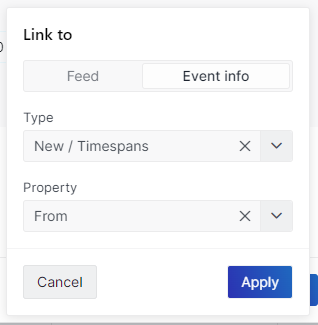 Link to
Feed
Event info
Type
New / Timespans
Property
From
Cancel
Apply